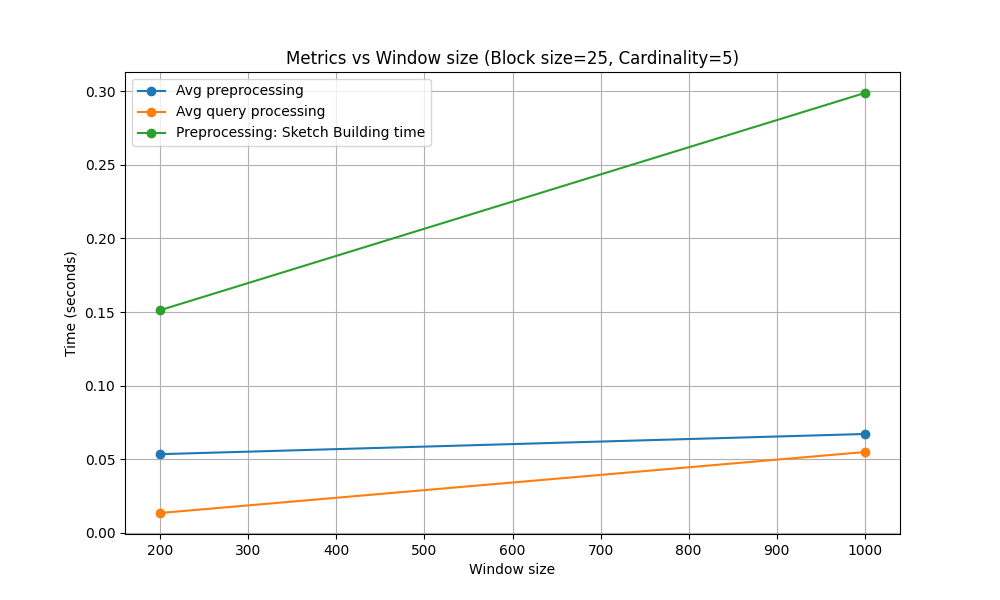 Metrics vs Window size (Block size=25, Cardinality=5)
Avg preprocessing
Avg query processing
Preprocessing: Sketch Building time
Time (seconds)
0.30
0.25
0.20
0.15
0.10
0.05
0.00
200 300 400 500 600 700 800 900 1000
Window size